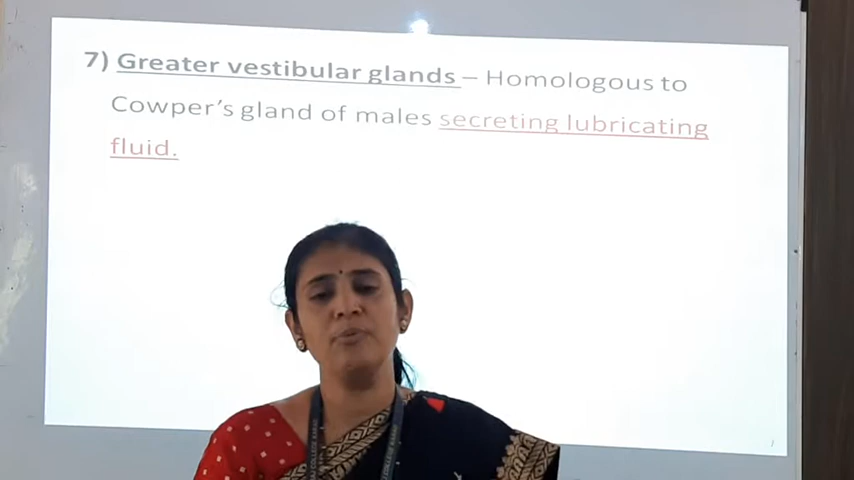 7) Greater vestibular glands – Homologous to
Cowper's gland of males secreting lubricating
fluid.